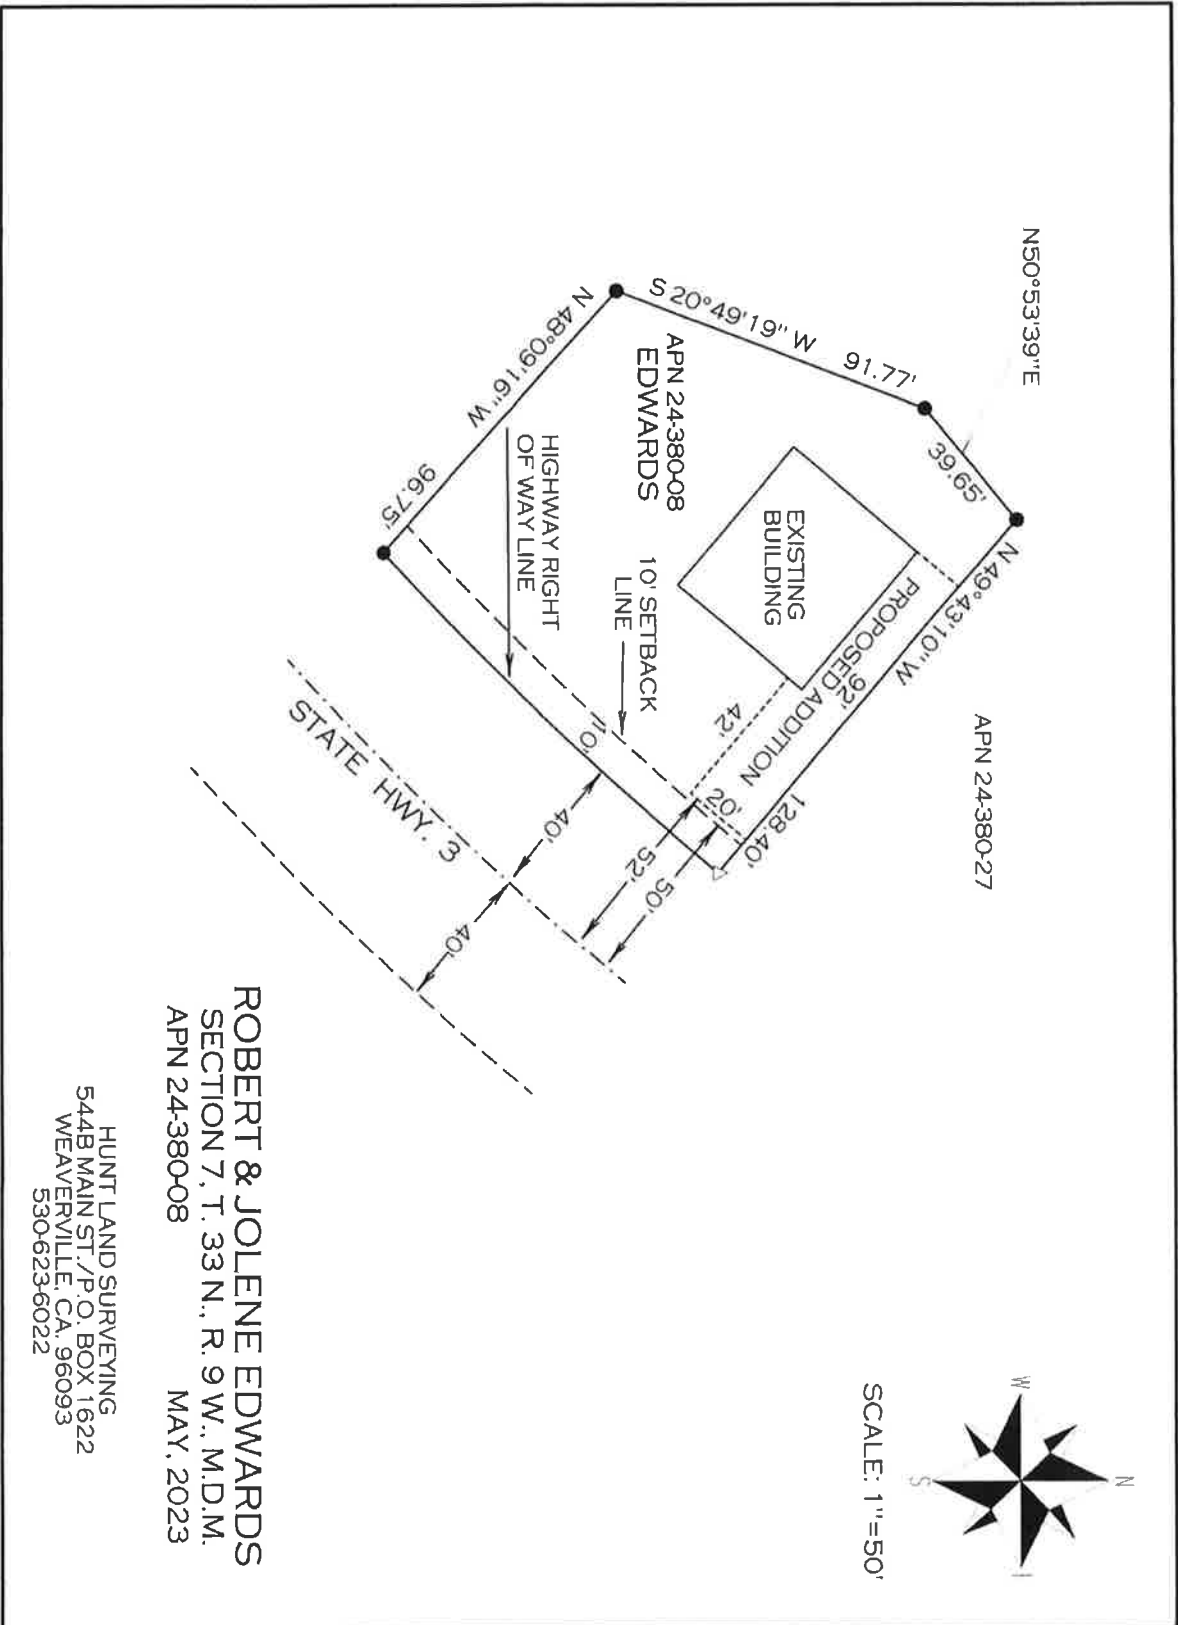 N50°53'39"E
S 20°49'19" W
91.77'
39.65'
N 49°43'10" W
128.40'
APN 24-380-27
APN 24-380-08
EDWARDS
EXISTING
BUILDING
PROPOSED ADDITION
92'
42'
20'
10' SETBACK
LINE
HIGHWAY RIGHT
OF WAY LINE
N 48°09'16" W
96.75'
10'
40'
40'
52'
50'
STATE HWY. 3
N
W
S
SCALE: 1"=50'
ROBERT & JOLENE EDWARDS
SECTION 7, T. 33 N., R. 9 W., M.D.M.
APN 24-380-08 MAY, 2023
HUNT LAND SURVEYING
544B MAIN ST./P.O. BOX 1622
WEAVERVILLE, CA. 96093
530-623-6022